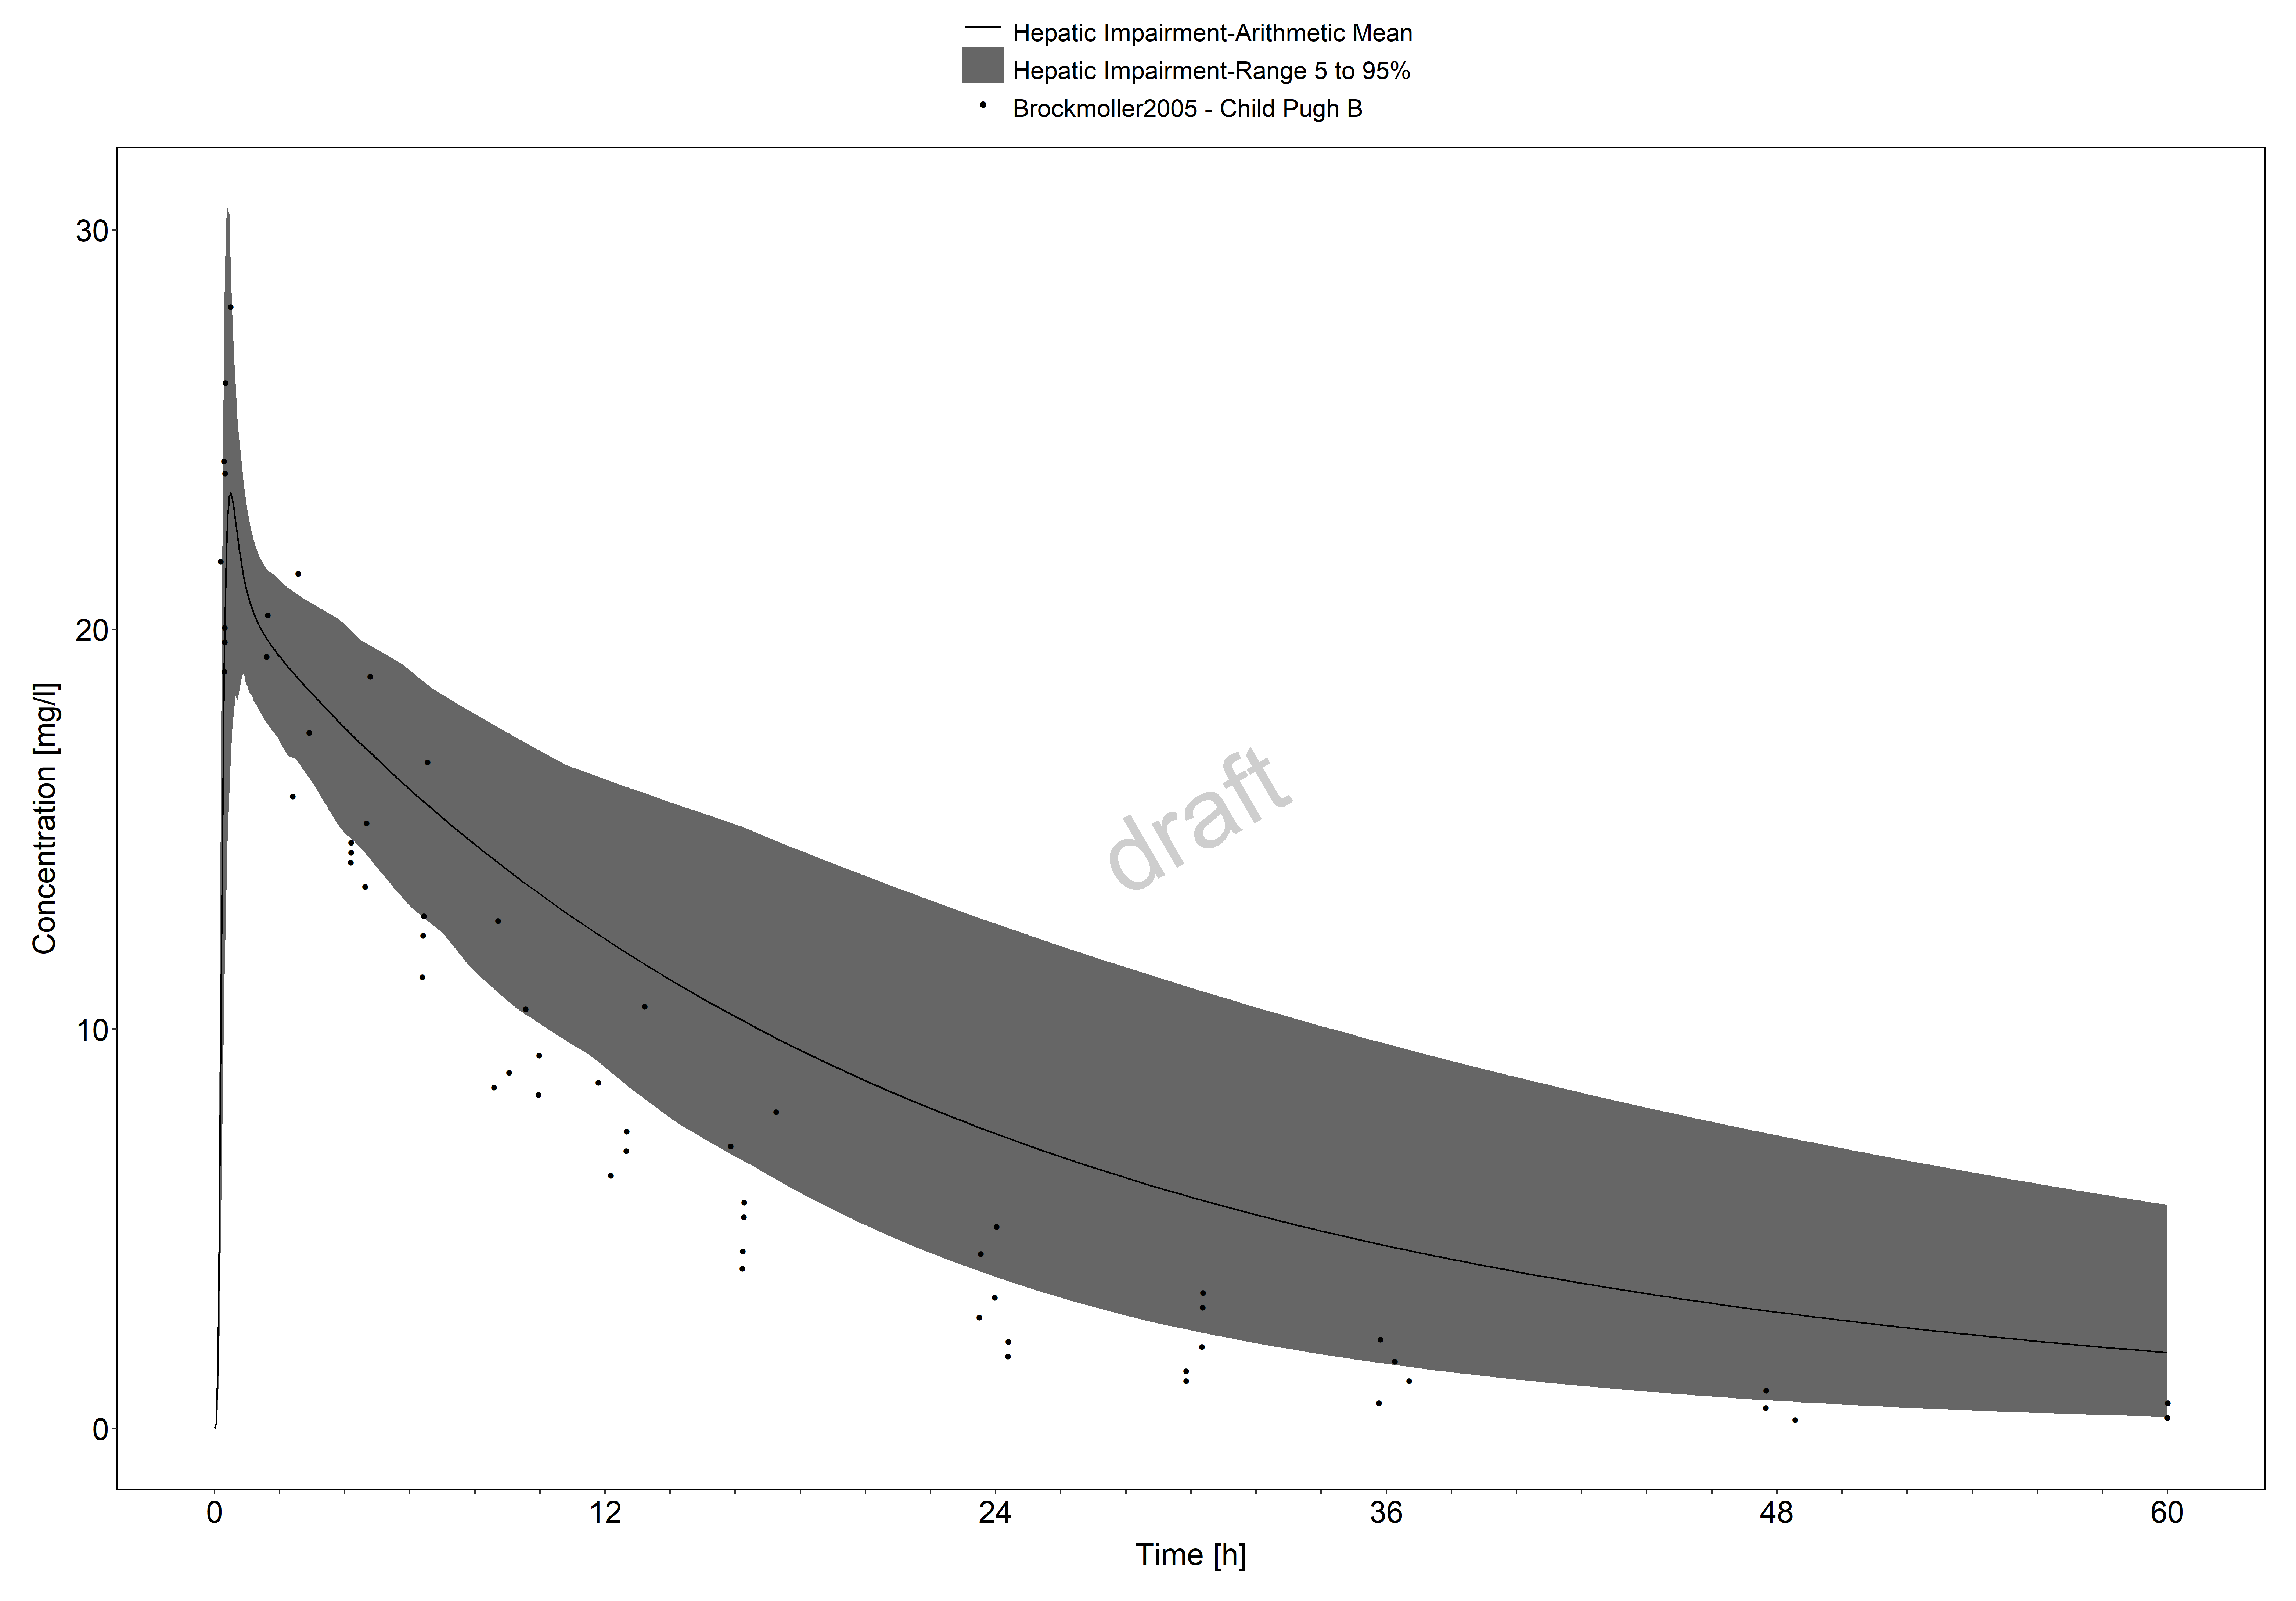 Hepatic Impairment-Arithmetic Mean
Hepatic Impairment-Range 5 to 95%
Brockmoller2005 - Child Pugh B
30
20
10
0
Concentration [mg/l]
draft
0 12 24 36 48 60
Time [h]